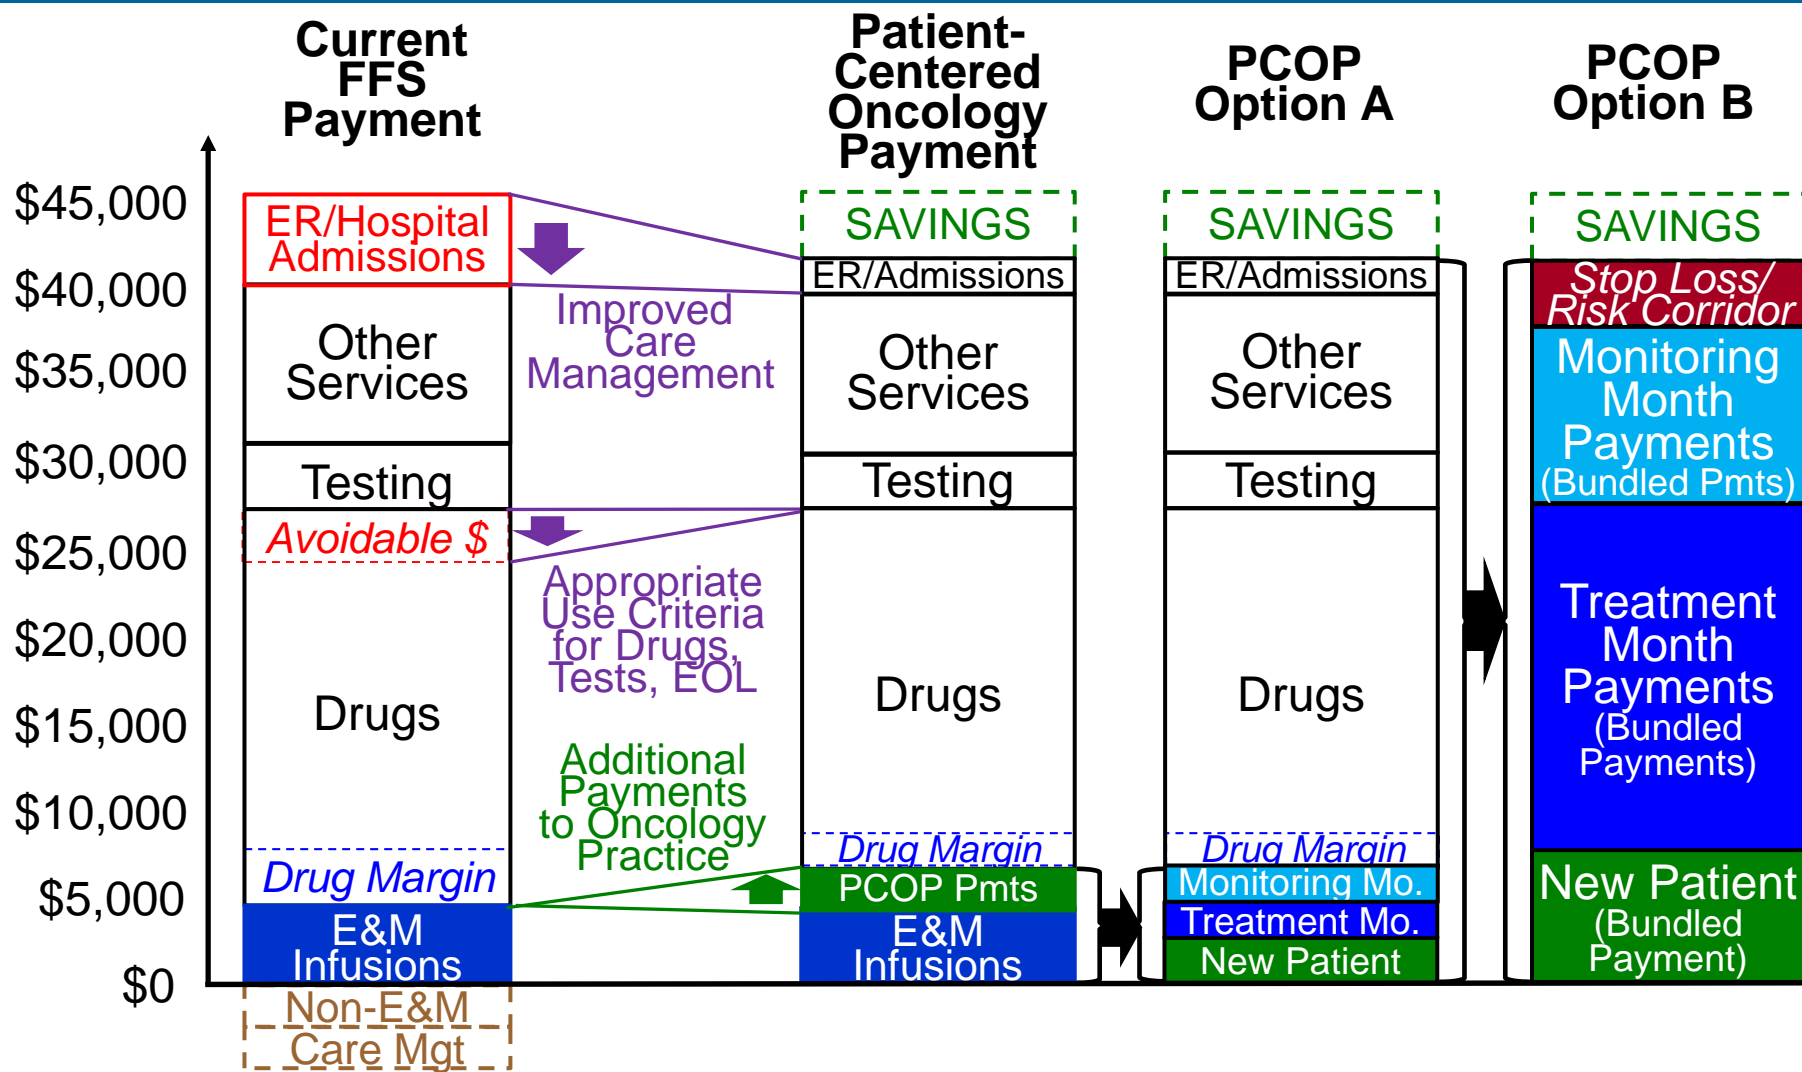 Current
FFS
Payment
Patient-
Centered
Oncology
Payment
PCOP
Option A
PCOP
Option B
$45,000
$40,000
$35,000
$30,000
$25,000
$20,000
$15,000
$10,000
$5,000
$0
ER/Hospital
Admissions
Other
Services
Testing
Avoidable $
Drugs
Drug Margin
E&M
Infusions
Non-E&M
Care Mgt
Improved
Care
Management
Appropriate
Use Criteria
for Drugs,
Tests, EOL
Additional
Payments
to Oncology
Practice
SAVINGS
ER/Admissions
Other
Services
Testing
Drugs
Drug Margin
PCOP Pmts
E&M
Infusions
SAVINGS
ER/Admissions
Other
Services
Testing
Drugs
Drug Margin
Monitoring Mo.
Treatment Mo.
New Patient
SAVINGS
Stop Loss/
Risk Corridor
Monitoring
Month
Payments
(Bundled Pmts)
Treatment
Month
Payments
(Bundled
Payments)
New Patient
(Bundled
Payment)